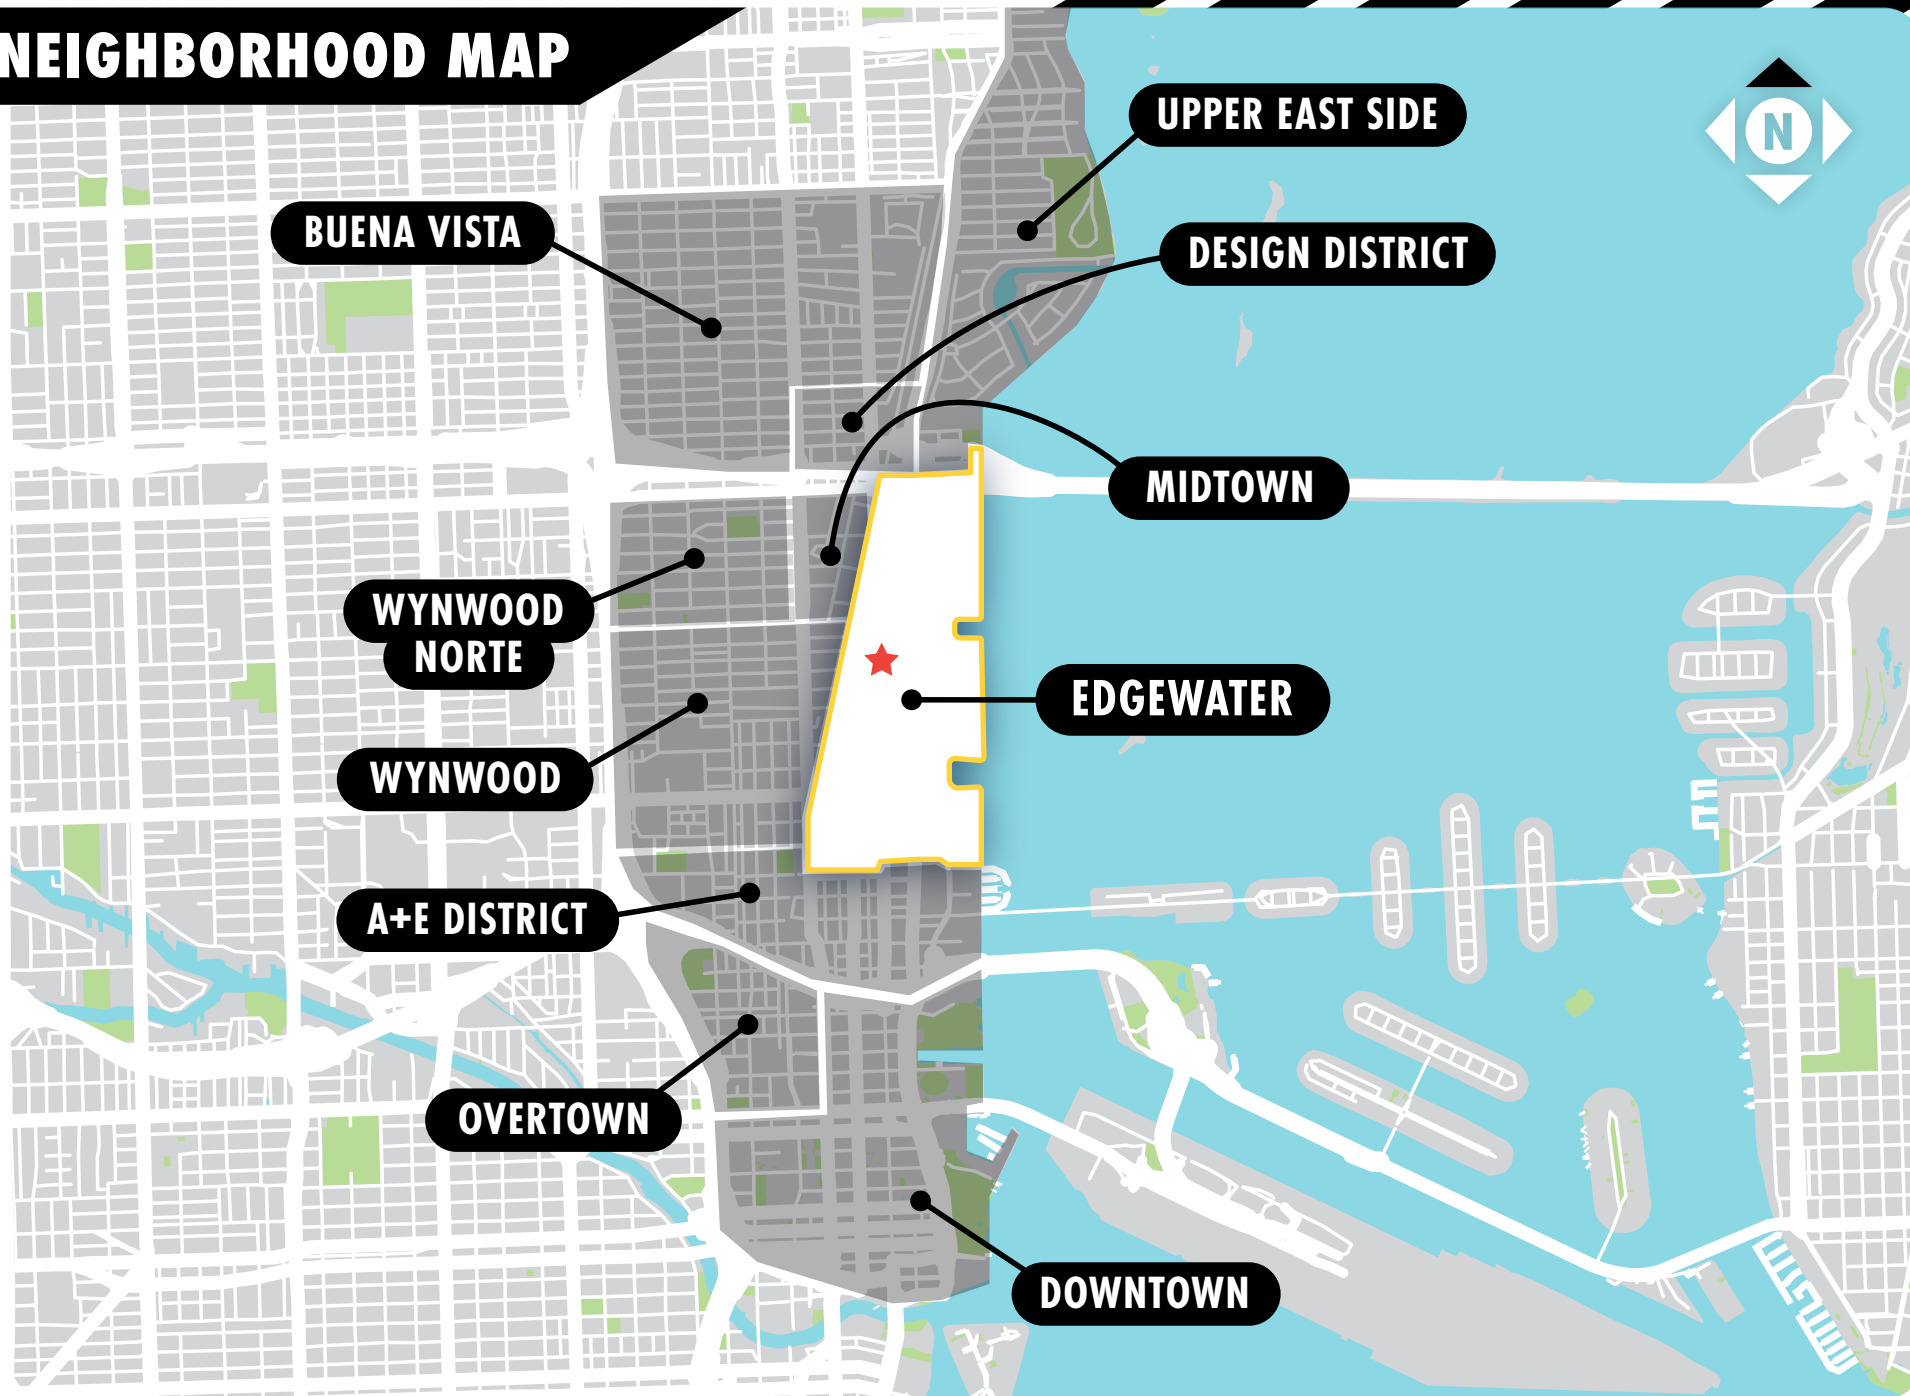 NEIGHBORHOOD MAP
UPPER EAST SIDE
N
BUENA VISTA
DESIGN DISTRICT
MIDTOWN
WYNWOOD
NORTE
EDGEWATER
WYNWOOD
A+E DISTRICT
OVERTOWN
DOWNTOWN